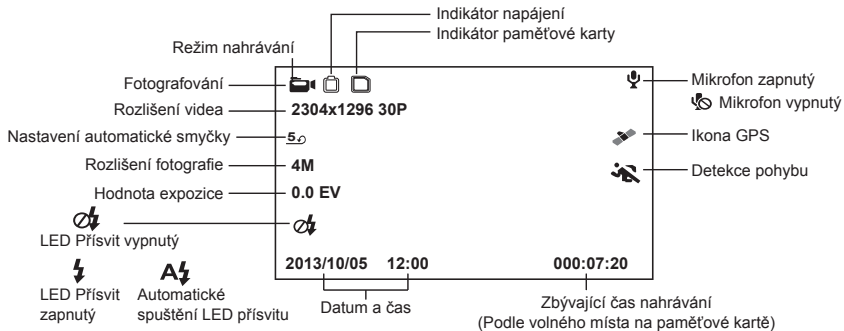 Indikátor napájení
Indikátor paměťové karty
Režim nahrávání
Fotografování
Mikrofon zapnutý
Mikrofon vypnutý
Rozlišení videa
2304x1296 30P
Nastavení automatické smyčky
5
Ikona GPS
Rozlišení fotografie
4M
Detekce pohybu
Hodnota expozice
0.0 EV
LED Přísvit vypnutý
A
LED Přísvit
zapnutý
Automatické
spuštění LED přísvitu
2013/10/05 12:00
000:07:20
Datum a čas
Zbývající čas nahrávání
(Podle volného místa na paměťové kartě)